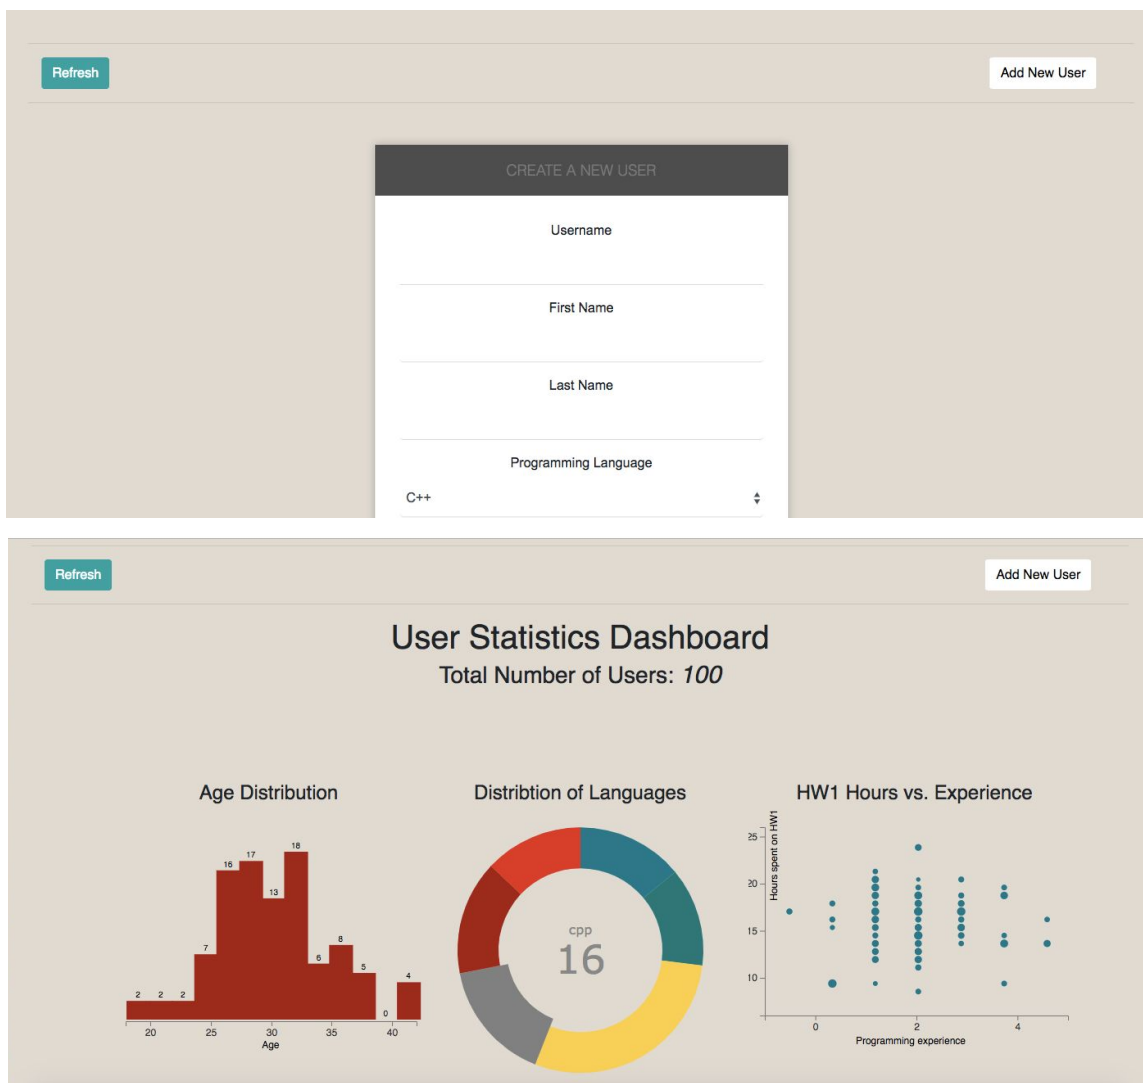 Refresh
Add New User
CREATE A NEW USER
Username
First Name
Last Name
Programming Language
C++
Refresh
Add New User
User Statistics Dashboard
Total Number of Users: 100
Age Distribution
2 2 2 7 16 17 13 18 6 8 5 0 4
20 25 30 35 40
Age
Distribtion of Languages
cpp
16
HW1 Hours vs. Experience
Hours spent on HW1
25
20
15
10
0 2 4
Programming experience